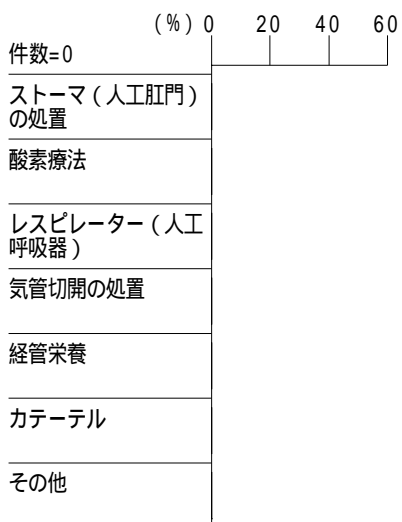 (%) 0 20 40 60
件数=0
ストーマ(人工肛門)
の処置
酸素療法
レスピレーター(人工
呼吸器)
気管切開の処置
経管栄養
カテーテル
その他